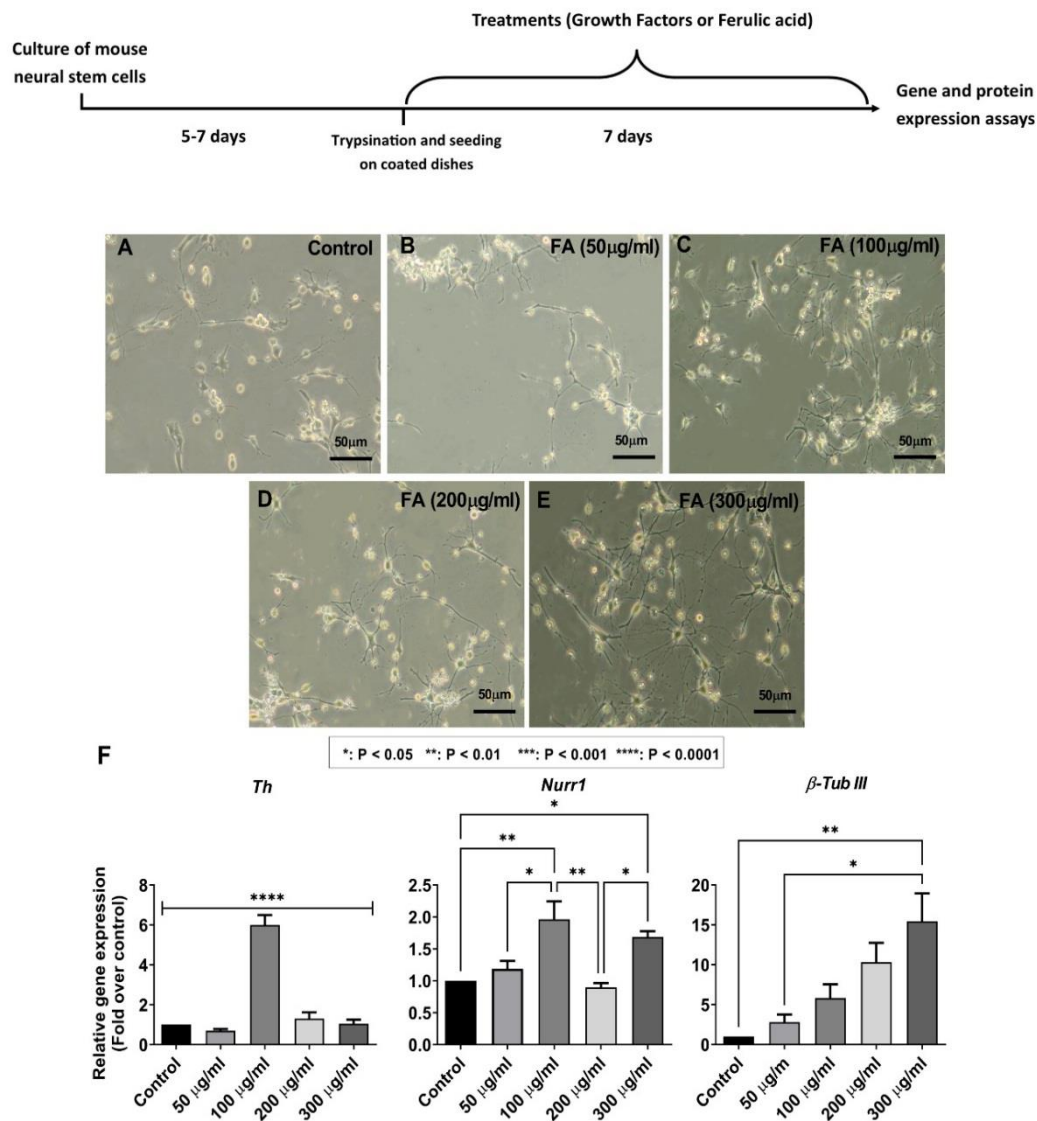 Treatments (Growth Factors or Ferulic acid)
Culture of mouse
neural stem cells
Gene and protein
expression assays
5-7 days
Trypsination and seeding
on coated dishes
7 days
A
Control
50μm
B
FA (50μg/ml)
50μm
C
FA (100μg/ml)
50μm
D
FA (200μg/ml)
50μm
E
FA (300μg/ml)
50μm
F
*: P < 0.05 **: P < 0.01 ***: P < 0.001 ****: P < 0.0001
Th
Relative gene expression
(Fold over control)
8
6
4
2
0
****
Control
50 μg/ml
100 μg/ml
200 μg/ml
300 μg/ml
Nurr1
2.5
2.0
1.5
1.0
0.5
0.0
*
**
*
**
*
Control
50 μg/ml
100 μg/ml
200 μg/ml
300 μg/ml
β-Tub III
20
15
10
5
0
**
*
Control
50 μg/m
100 μg/ml
200 μg/ml
300 μg/ml